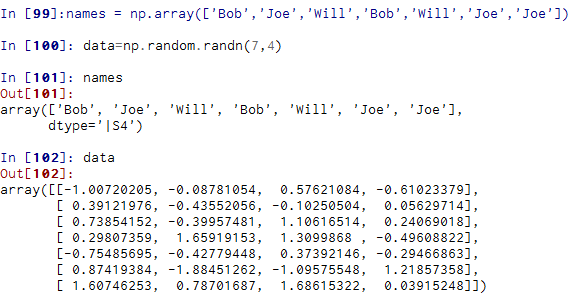 In [99]:names = np.array(['Bob','Joe','Will','Bob','Will','Joe','Joe'])
In [100]: data=np.random.randn(7,4)
In [101]: names
Out[101]:
array(['Bob', 'Joe', 'Will', 'Bob', 'Will', 'Joe', 'Joe'],
      dtype='|S4')
In [102]: data
Out[102]:
array([[-1.00720205, -0.08781054,  0.57621084, -0.61023379],
       [ 0.39121976, -0.43552056, -0.10250504,  0.05629714],
       [ 0.73854152, -0.39957481,  1.10616514,  0.24069018],
       [ 0.29807359,  1.65919153,  1.3099868 , -0.49608822],
       [-0.75485695, -0.42779448,  0.37392146, -0.29466863],
       [ 0.87419384, -1.88451262, -1.09575548,  1.21857358],
       [ 1.60746253,  0.78701687,  1.68615322,  0.03915248]])